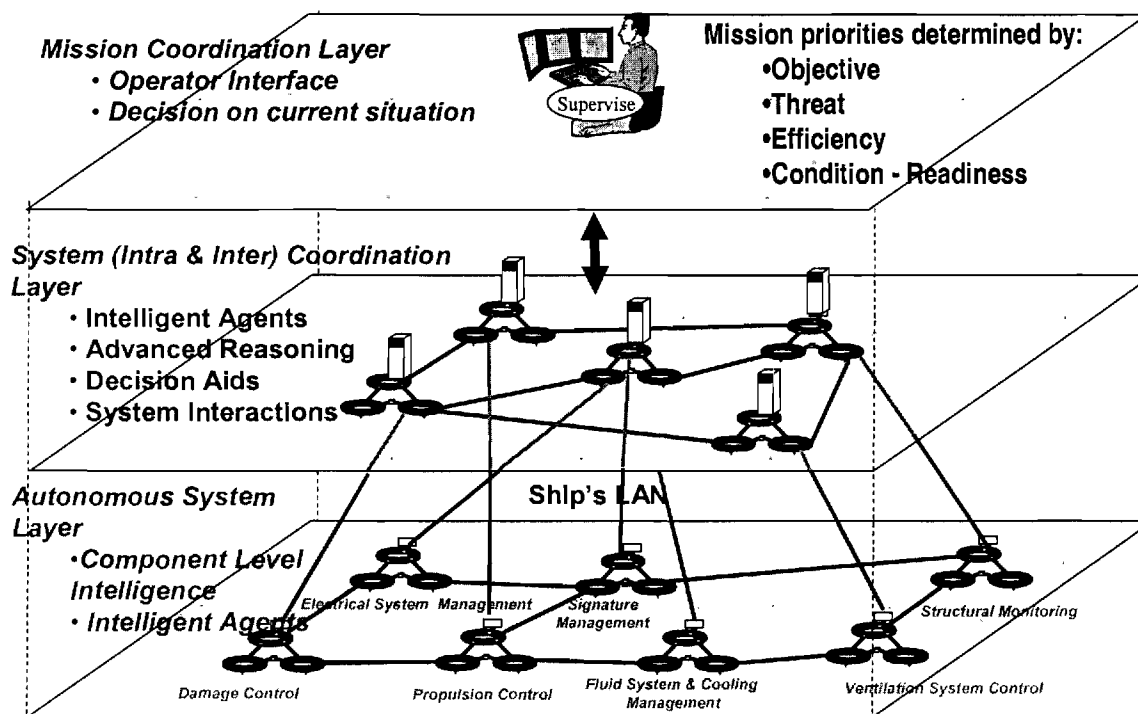 Mission Coordination Layer
• Operator Interface
• Decision on current situation
Supervise
Mission priorities determined by:
•Objective
•Threat
•Efficiency
•Condition - Readiness
System (Intra & Inter) Coordination
Layer
• Intelligent Agents
• Advanced Reasoning
• Decision Aids
• System Interactions
Autonomous System
Layer
•Component Level
Intelligence
• Intelligent Agents
Ship's LAN
Electrical System Management
Signature
Management
Structural Monitoring
Damage Control
Propulsion Control
Fluid System & Cooling
Management
Ventilation System Control